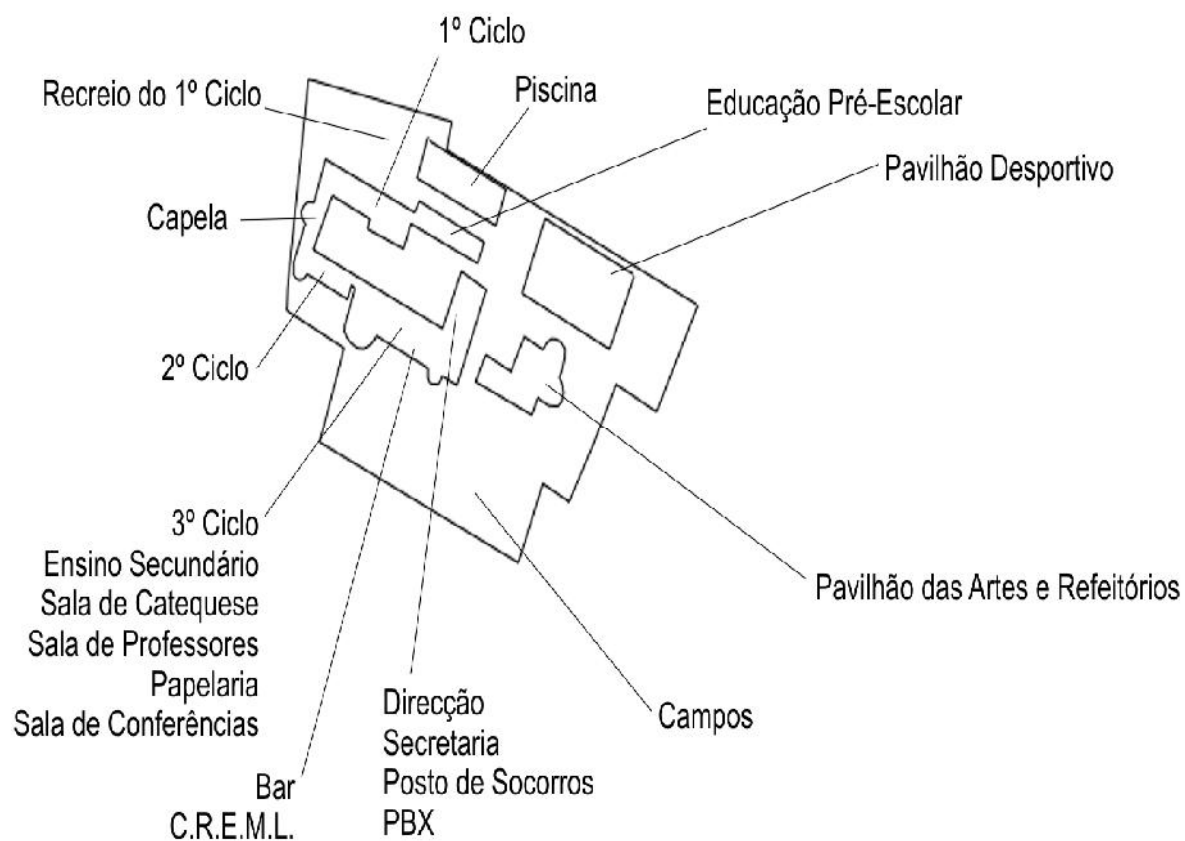 1º Ciclo
Recreio do 1º Ciclo
Piscina
Educação Pré-Escolar
Pavilhão Desportivo
Capela
2º Ciclo
3º Ciclo
Ensino Secundário
Sala de Catequese
Sala de Professores
Papelaria
Sala de Conferências
Bar
C.R.E.M.L.
Direcção
Secretaria
Posto de Socorros
PBX
Campos
Pavilhão das Artes e Refeitórios